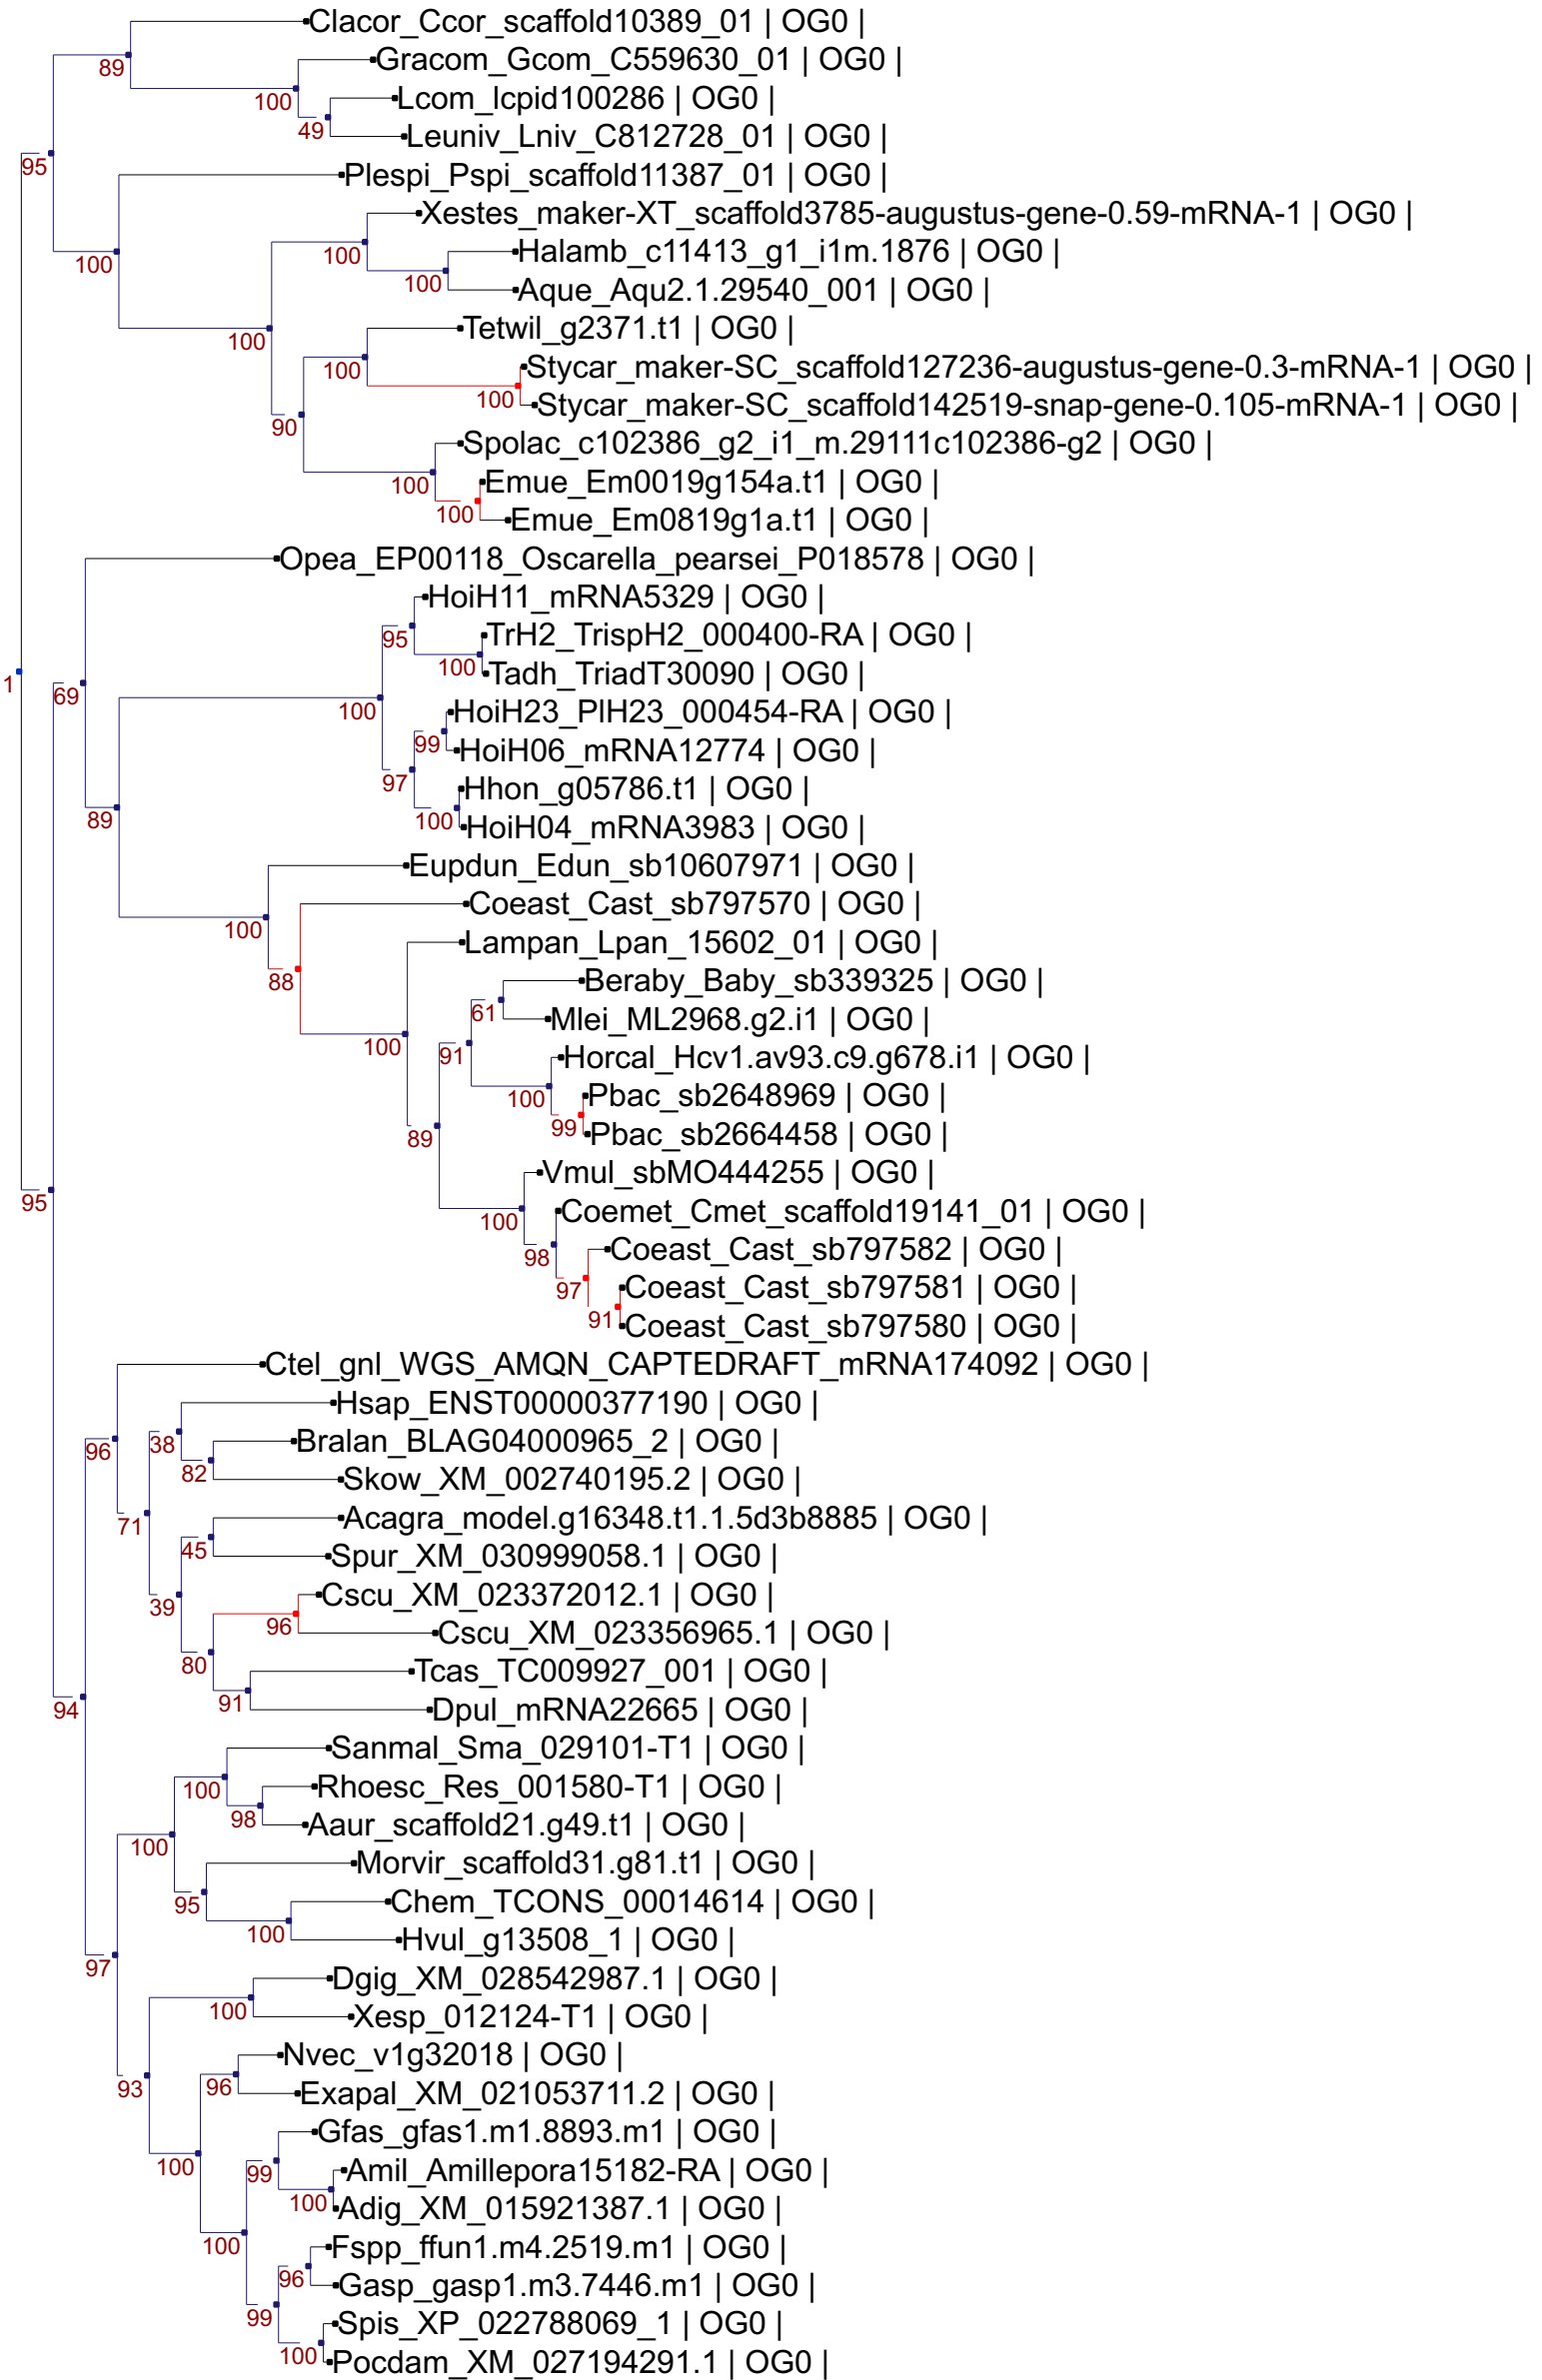 Clacor_Ccor_scaffold10389_01 | OG0 |
89
Gracom_Gcom_C559630_01 | OG0 |
100
Lcom_lcpid100286 | OG0 |
49
Leuniv_Lniv_C812728_01 | OG0 |
95
Plespi_Pspi_scaffold11387_01 | OG0 |
Xestes_maker-XT_scaffold3785-augustus-gene-0.59-mRNA-1 | OG0 |
100
Halamb_c11413_g1_i1m.1876 | OG0 |
100
100
Aque_Aqu2.1.29540_001 | OG0 |
Tetwil_g2371.t1 | OG0 |
100
100
Stycar_maker-SC_scaffold127236-augustus-gene-0.3-mRNA-1 | OG0 |
100
Stycar_maker-SC_scaffold142519-snap-gene-0.105-mRNA-1 | OG0 |
90
Spolac_c102386_g2_i1_m.29111c102386-g2 | OG0 |
100
Emue_Em0019g154a.t1 | OG0 |
100
Emue_Em0819g1a.t1 | OG0 |
Opea_EP00118_Oscarella_pearsei_P018578 | OG0 |
HoiH11_mRNA5329 | OG0 |
95
TrH2_TrispH2_000400-RA | OG0 |
100
Tadh_TriadT30090 | OG0 |
1
69
100
HoiH23_PlH23_000454-RA | OG0 |
99
HoiH06_mRNA12774 | OG0 |
97
Hhon_g05786.t1 | OG0 |
89
100
HoiH04_mRNA3983 | OG0 |
Eupdun_Edun_sb10607971 | OG0 |
100
Coeast_Cast_sb797570 | OG0 |
Lampan_Lpan_15602_01 | OG0 |
88
Beraby_Baby_sb339325 | OG0 |
61
Mlei_ML2968.g2.i1 | OG0 |
100
91
Horcal_Hcv1.av93.c9.g678.i1 | OG0 |
100
Pbac_sb2648969 | OG0 |
99
89
Pbac_sb2664458 | OG0 |
Vmul_sbMO444255 | OG0 |
95
100
Coemet_Cmet_scaffold19141_01 | OG0 |
98
Coeast_Cast_sb797582 | OG0 |
97
Coeast_Cast_sb797581 | OG0 |
91
Coeast_Cast_sb797580 | OG0 |
Ctel_gnl_WGS_AMQN_CAPTEDRAFT_mRNA174092 | OG0 |
Hsap_ENST00000377190 | OG0 |
96
38
Bralan_BLAG04000965_2 | OG0 |
82
Skow_XM_002740195.2 | OG0 |
71
Acagra_model.g16348.t1.1.5d3b8885 | OG0 |
45
Spur_XM_030999058.1 | OG0 |
39
Cscu_XM_023372012.1 | OG0 |
96
Cscu_XM_023356965.1 | OG0 |
80
Tcas_TC009927_001 | OG0 |
94
91
Dpul_mRNA22665 | OG0 |
Sanmal_Sma_029101-T1 | OG0 |
100
Rhoesc_Res_001580-T1 | OG0 |
98
Aaur_scaffold21.g49.t1 | OG0 |
100
Morvir_scaffold31.g81.t1 | OG0 |
95
Chem_TCONS_00014614 | OG0 |
100
Hvul_g13508_1 | OG0 |
97
Dgig_XM_028542987.1 | OG0 |
100
Xesp_012124-T1 | OG0 |
Nvec_v1g32018 | OG0 |
93
96
Exapal_XM_021053711.2 | OG0 |
Gfas_gfas1.m1.8893.m1 | OG0 |
100
99
Amil_Amillepora15182-RA | OG0 |
100
Adig_XM_015921387.1 | OG0 |
100
Fspp_ffun1.m4.2519.m1 | OG0 |
96
Gasp_gasp1.m3.7446.m1 | OG0 |
99
Spis_XP_022788069_1 | OG0 |
100
Pocdam_XM_027194291.1 | OG0 |